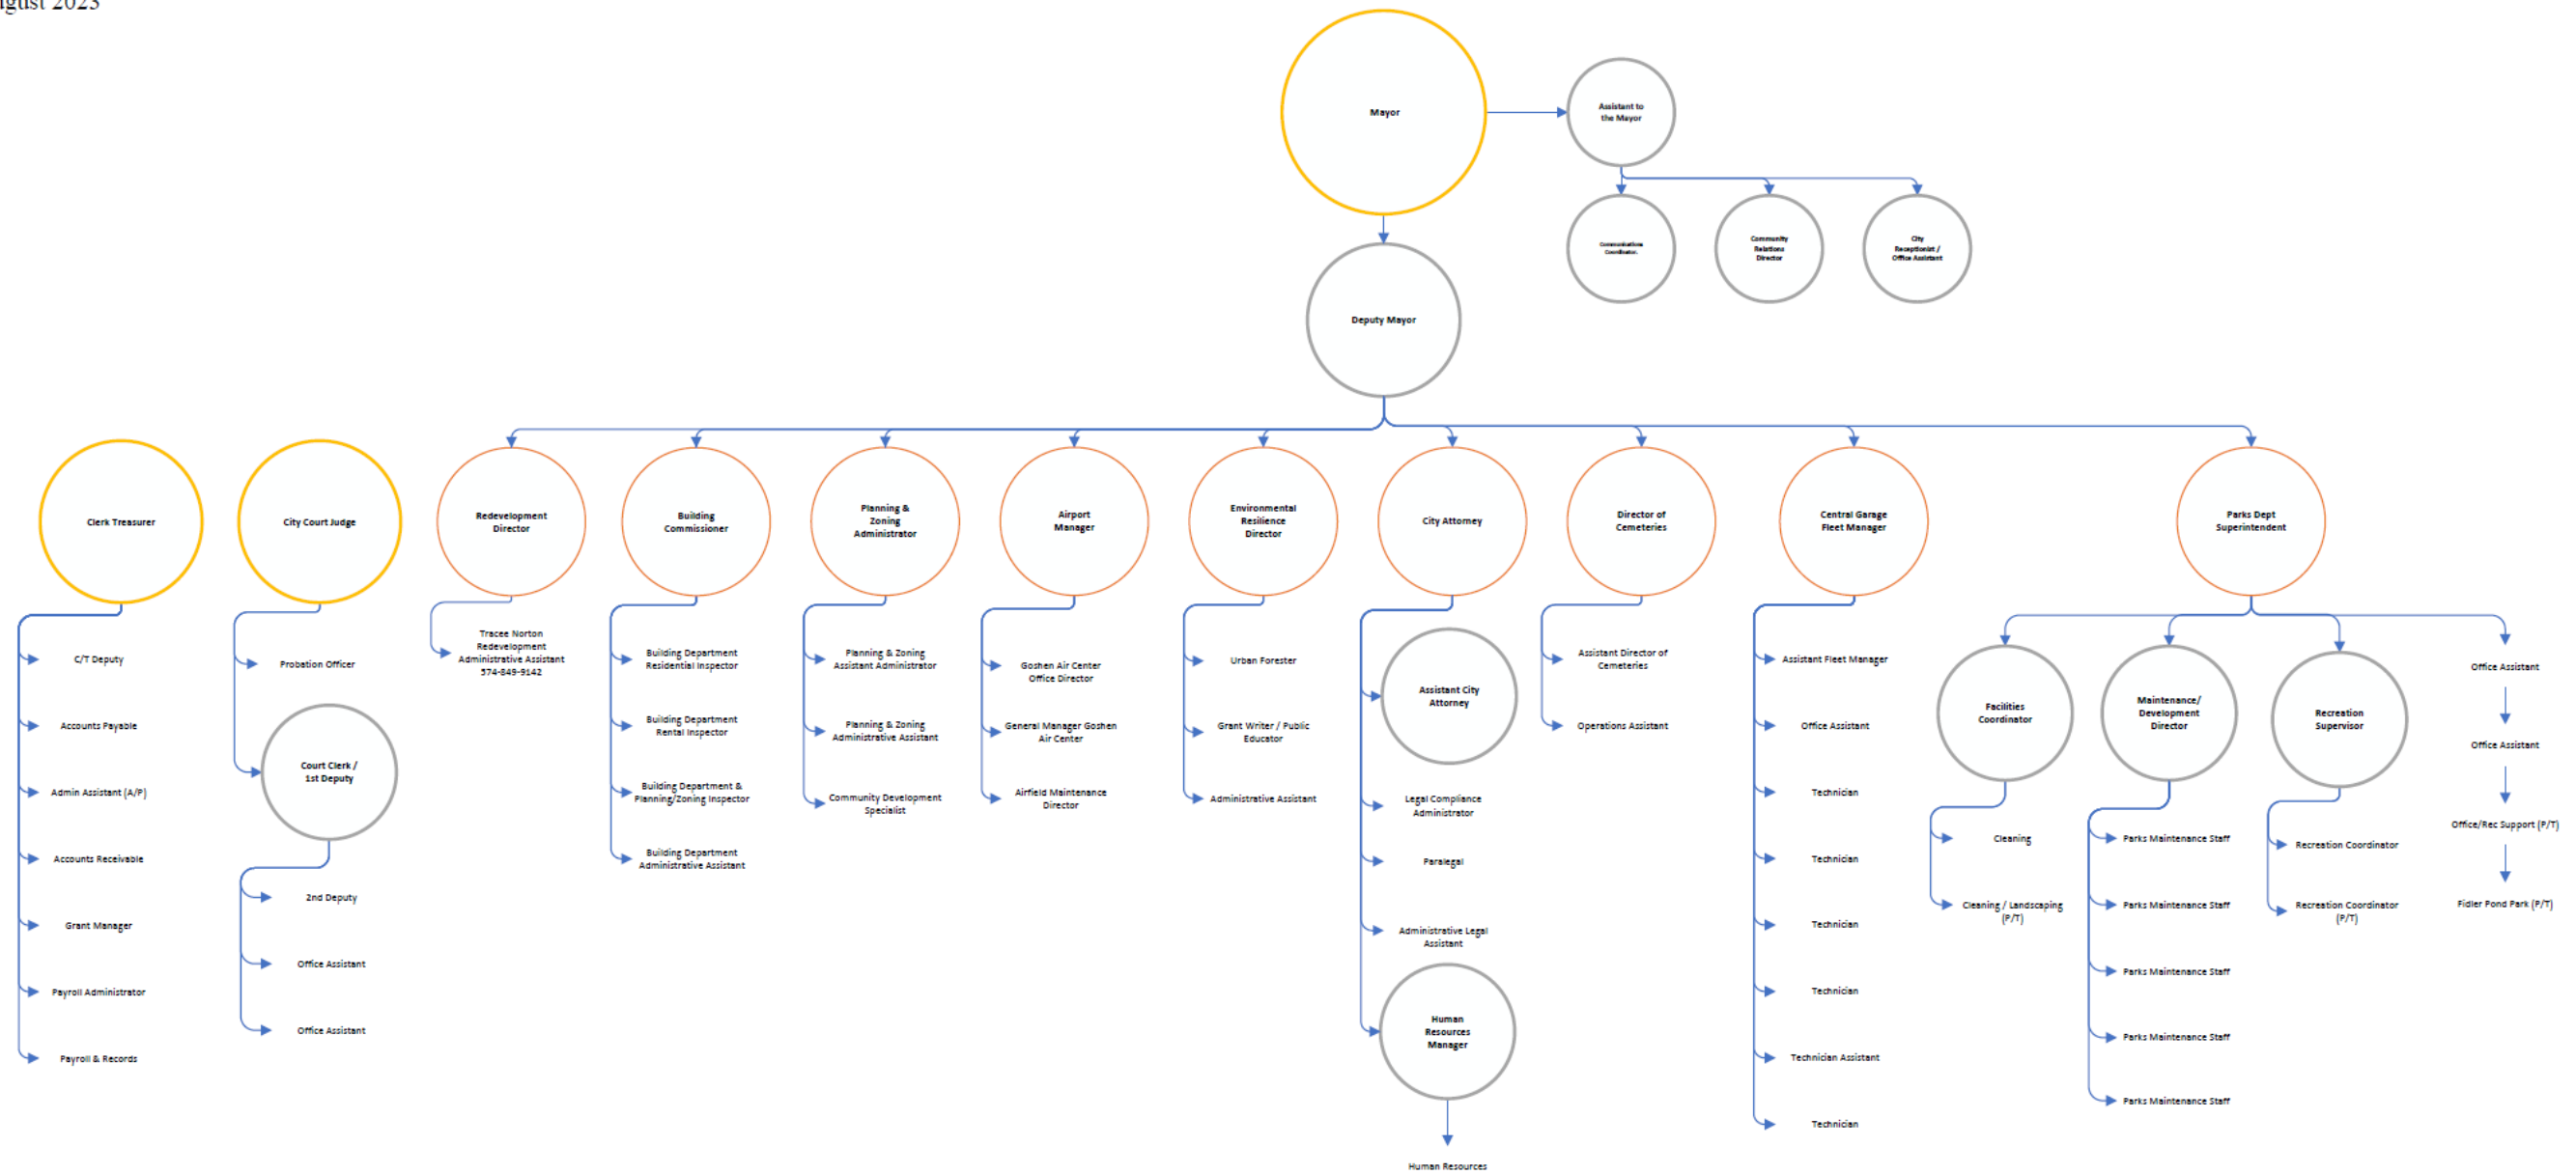 August 2023
Mayor
Assistant to
the Mayor
Communications
Coordinator.
Community
Relations
Director
City
Receptionist /
Office Assistant
Deputy Mayor
Clerk Treasurer
City Court Judge
Redevelopment
Director
Building
Commissioner
Planning &
Zoning
Administrator
Airport
Manager
Environmental
Resilience
Director
City Attorney
Director of
Cemeteries
Central Garage
Fleet Manager
Parks Dept
Superintendent
C/T Deputy
Accounts Payable
Admin Assistant (A/P)
Accounts Receivable
Grant Manager
Payroll Administrator
Payroll & Records
Probation Officer
Court Clerk /
1st Deputy
2nd Deputy
Office Assistant
Office Assistant
Tracee Norton
Redevelopment
Administrative Assistant
574-849-9142
Building Department
Residential Inspector
Building Department
Rental Inspector
Building Department &
Planning/Zoning Inspector
Building Department
Administrative Assistant
Planning & Zoning
Assistant Administrator
Planning & Zoning
Administrative Assistant
Community Development
Specialist
Goshen Air Center
Office Director
General Manager Goshen
Air Center
Airfield Maintenance
Director
Urban Forester
Grant Writer / Public
Educator
Administrative Assistant
Assistant City
Attorney
Legal Compliance
Administrator
Paralegal
Administrative Legal
Assistant
Human
Resources
Manager
Human Resources
Assistant Director of
Cemeteries
Operations Assistant
Assistant Fleet Manager
Office Assistant
Technician
Technician
Technician
Technician
Technician Assistant
Technician
Facilities
Coordinator
Cleaning
Cleaning / Landscaping
(P/T)
Maintenance/
Development
Director
Parks Maintenance Staff
Parks Maintenance Staff
Parks Maintenance Staff
Parks Maintenance Staff
Parks Maintenance Staff
Recreation
Supervisor
Recreation Coordinator
Recreation Coordinator
(P/T)
Office Assistant
Office Assistant
Office/Rec Support (P/T)
Fidler Pond Park (P/T)